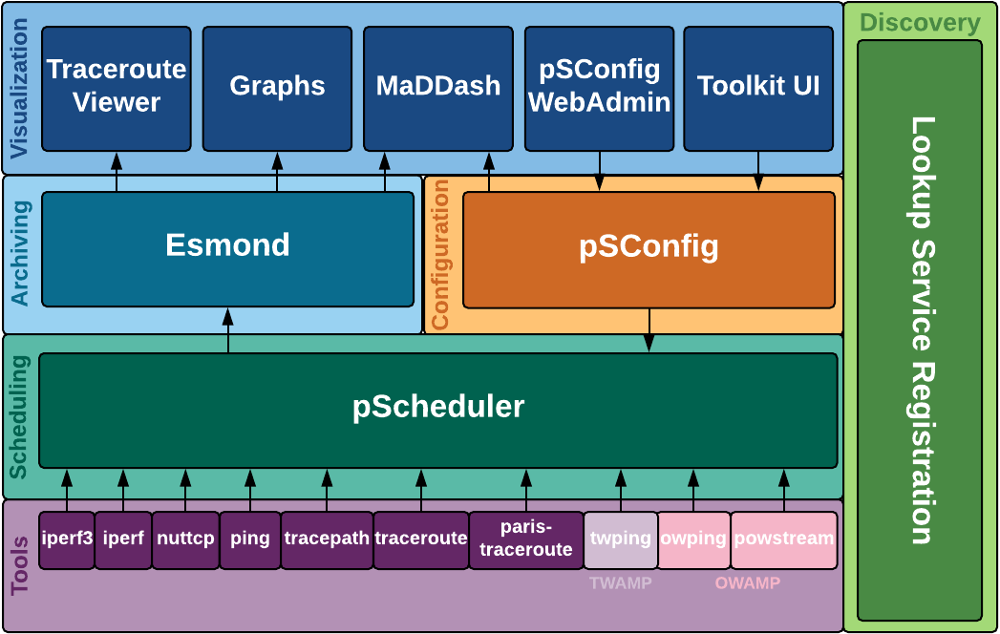 Visualization
Traceroute
Viewer
Graphs
MaDDash
pSConfig
WebAdmin
Toolkit UI
Discovery
Lookup Service Registration
Archiving
Esmond
Configuration
pSConfig
Scheduling
pScheduler
Tools
iperf3
iperf
nuttcp
ping
tracepath
traceroute
paris-
traceroute
twping
owping
powstream
TWAMP
OWAMP